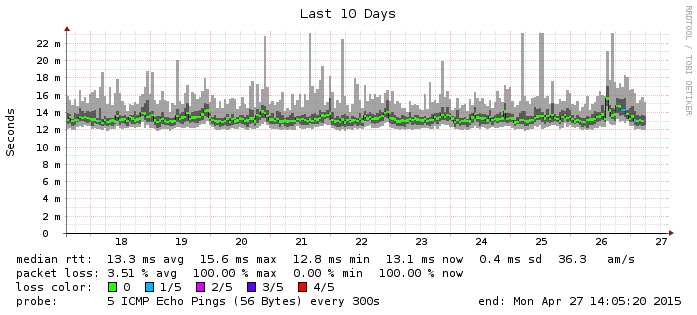 Last 10 Days
RRDTOOL / TOBI OETIKER
Seconds
22 m
20 m
18 m
16 m
14 m
12 m
10 m
8 m
6 m
4 m
2 m
0
18 19 20 21 22 23 24 25 26 27
median rtt: 13.3 ms avg 15.6 ms max 12.8 ms min 13.1 ms now 0.4 ms sd 36.3 am/s
packet loss: 3.51 % avg 100.00 % max 0.00 % min 100.00 % now
loss color: 0 1/5 2/5 3/5 4/5
probe: 5 ICMP Echo Pings (56 Bytes) every 300s end: Mon Apr 27 14:05:20 2015